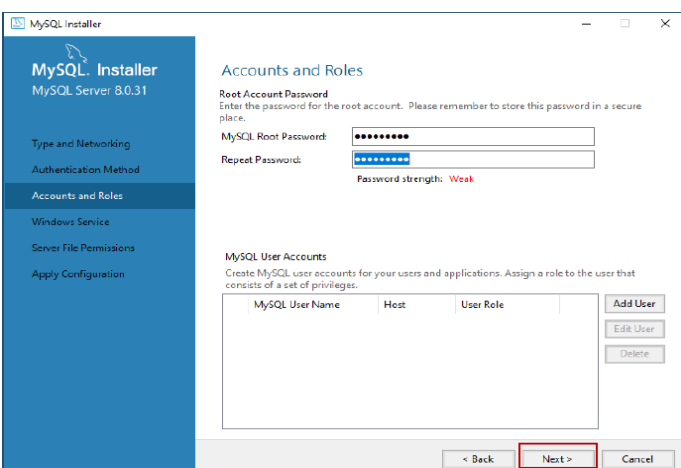 MySQL Installer
MySQL. Installer
MySQL Server 8.0.31
Type and Networking
Authentication Method
Accounts and Roles
Windows Service
Server File Permissions
Apply Configuration
Accounts and Roles
Root Account Password
Enter the password for the root account. Please remember to store this password in a secure
place.
MySQL Root Password: •••••••••
Repeat Password: •••••••••
Password strength: Weak
MySQL User Accounts
Create MySQL user accounts for your users and applications. Assign a role to the user that
consists of a set of privileges.
MySQL User Name Host User Role
Add User
Edit User
Delete
< Back Next > Cancel